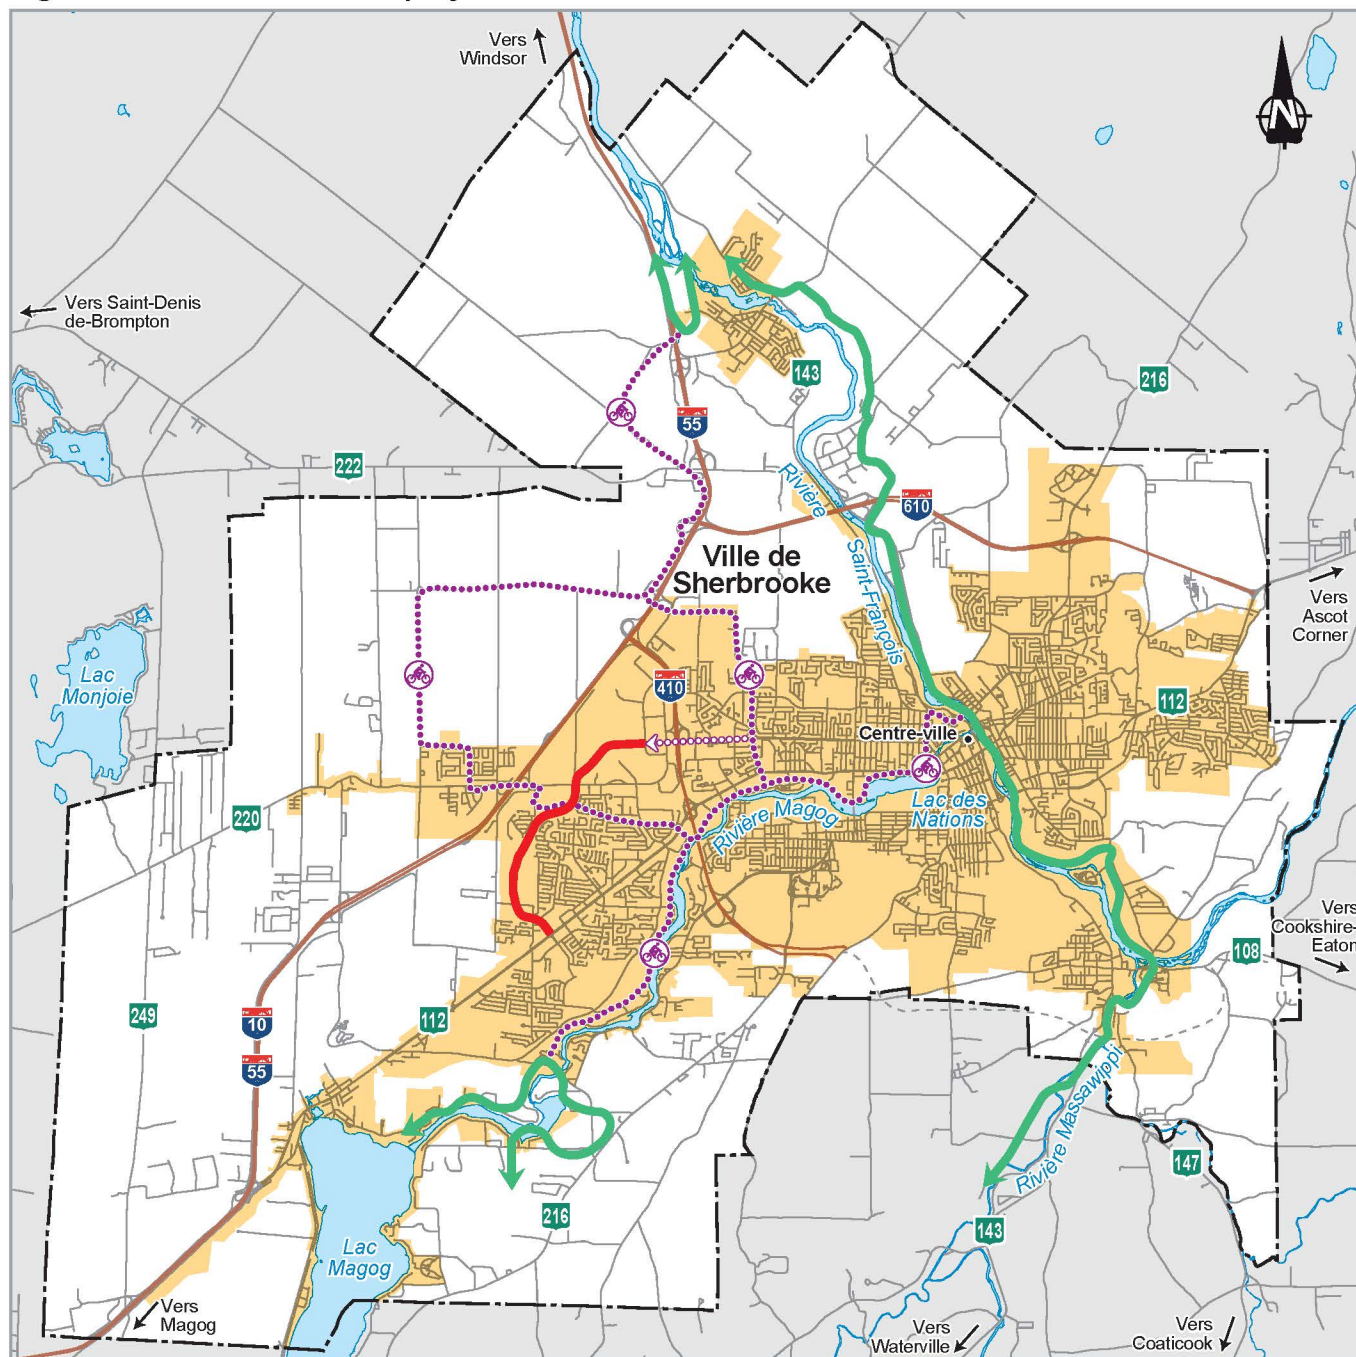 Vers
Windsor
N
Vers Saint-Denis
de-Brompton
143
216
55
222
Rivière
Saint-François
610
Ville de
Sherbrooke
Vers
Ascot
Corner
Lac
Monjoie
410
112
Centre-ville
220
Rivière Magog
Lac des
Nations
Vers
Cookshire-
Eaton
108
249
10
112
55
Rivière Massawippi
147
216
143
Lac
Magog
Vers
Magog
Vers
Waterville
Vers
Coaticook